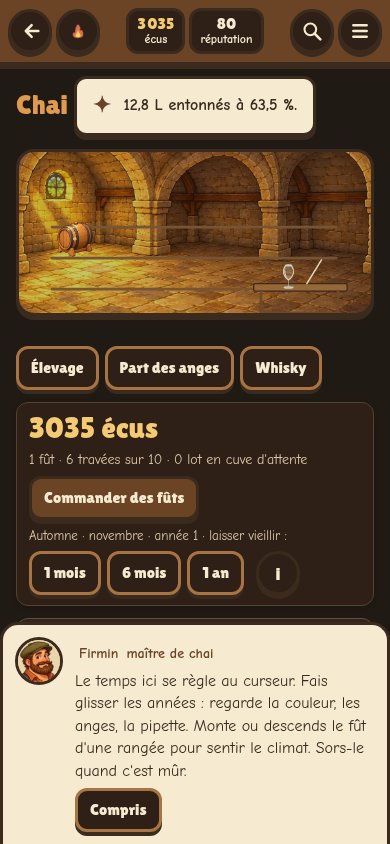 3035
écus
80
réputation
Chai
12,8 L entonnés à 63,5 %.
Élevage
Part des anges
Whisky
3035 écus
1 fût · 6 travées sur 10 · 0 lot en cuve d'attente
Commander des fûts
Automne · novembre · année 1 · laisser vieillir :
1 mois
6 mois
1 an
i
Firmin maître de chai
Le temps ici se règle au curseur. Fais
glisser les années : regarde la couleur, les
anges, la pipette. Monte ou descends le fût
d'une rangée pour sentir le climat. Sors-le
quand c'est mûr.
Compris